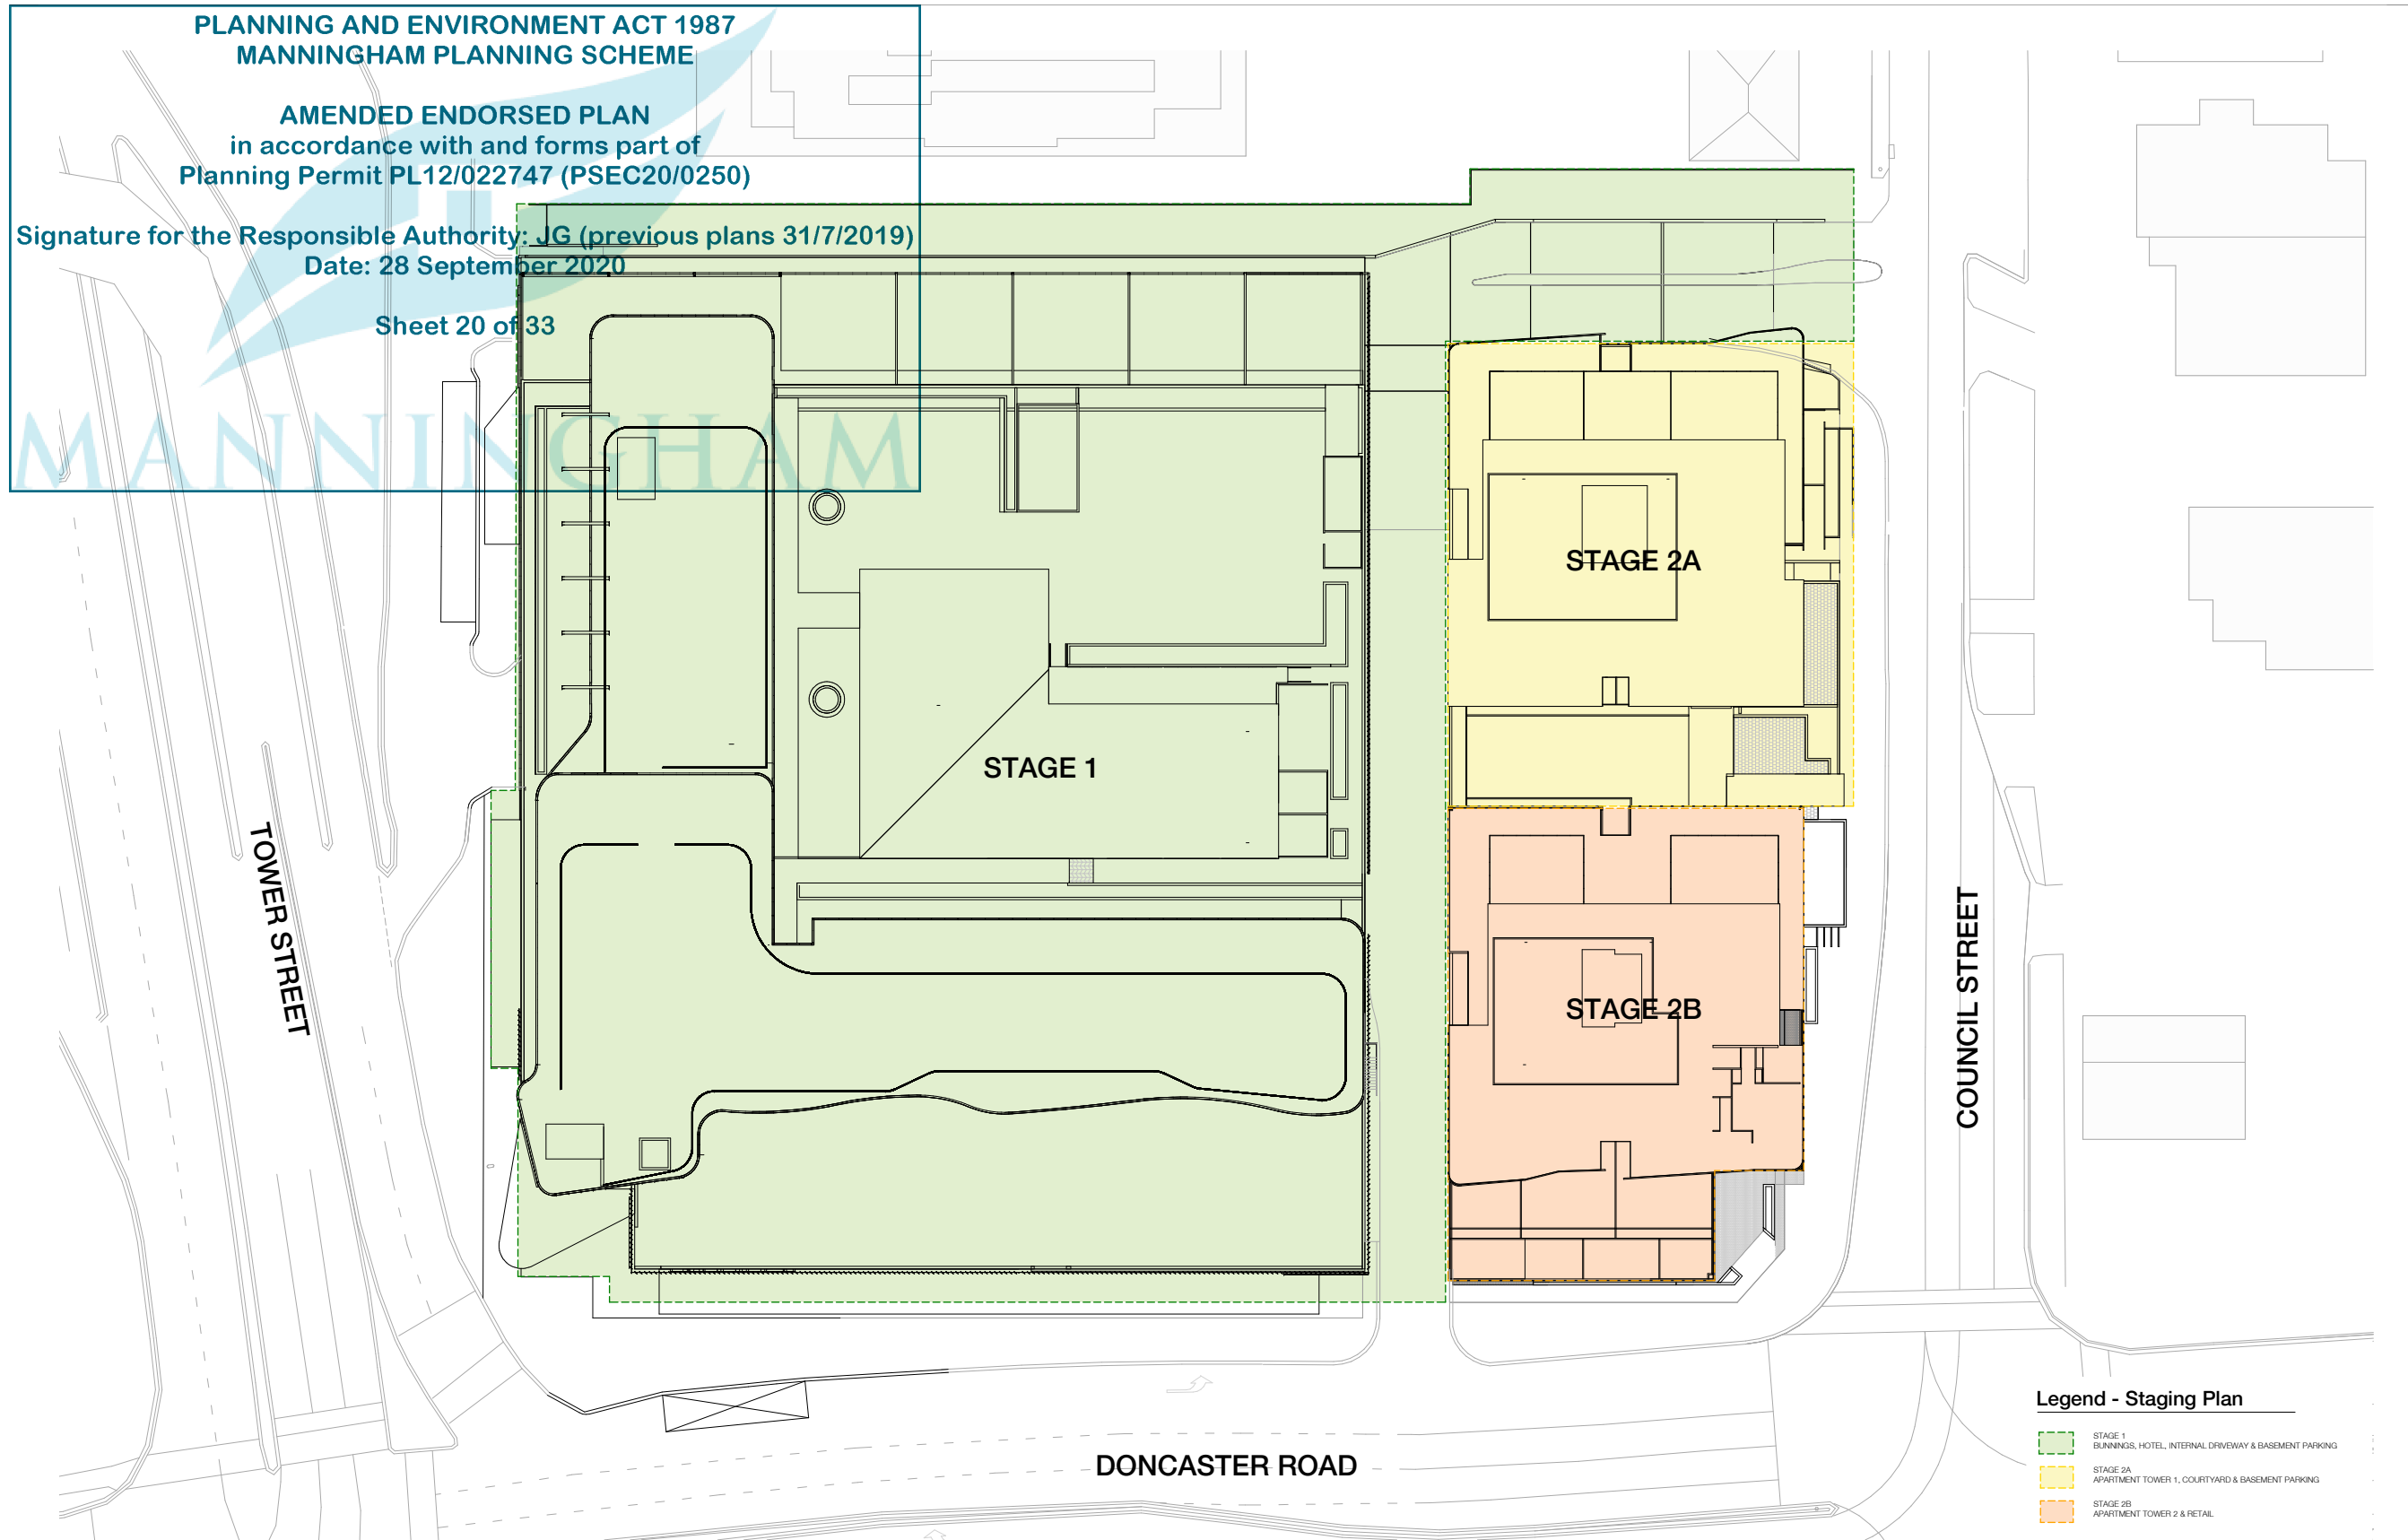 PLANNING AND ENVIRONMENT ACT 1987
MANNINGHAM PLANNING SCHEME
AMENDED ENDORSED PLAN
in accordance with and forms part of
Planning Permit PL12/022747 (PSEC20/0250)
Signature for the Responsible Authority: JG (previous plans 31/7/2019)
Date: 28 September 2020
Sheet 20 of 33
MANNINGHAM
STAGE 1
STAGE 2A
STAGE 2B
TOWER STREET
COUNCIL STREET
DONCASTER ROAD
Legend - Staging Plan
STAGE 1
BUNNINGS, HOTEL, INTERNAL DRIVEWAY & BASEMENT PARKING
STAGE 2A
APARTMENT TOWER 1, COURTYARD & BASEMENT PARKING
STAGE 2B
APARTMENT TOWER 2 & RETAIL